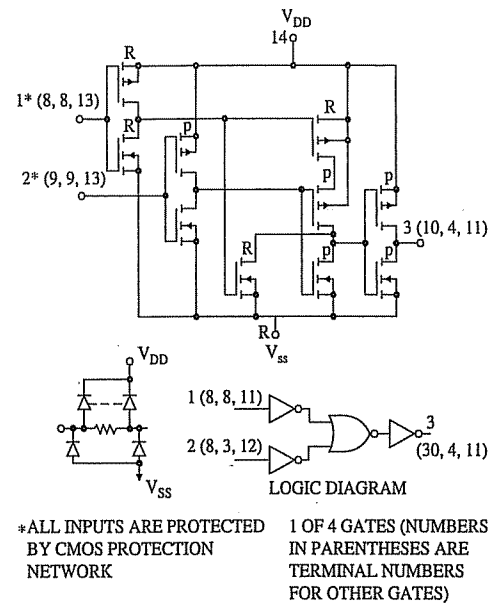 V_DD
14
R
1* (8, 8, 13)
R
R
p
p
p
2* (9, 9, 13)
3 (10, 4, 11)
R
p
p
R
V_ss
V_DD
V_SS
1 (8, 8, 11)
3
2 (8, 3, 12)
(30, 4, 11)
LOGIC DIAGRAM
*ALL INPUTS ARE PROTECTED
BY CMOS PROTECTION
NETWORK
1 OF 4 GATES (NUMBERS
IN PARENTHESES ARE
TERMINAL NUMBERS
FOR OTHER GATES)